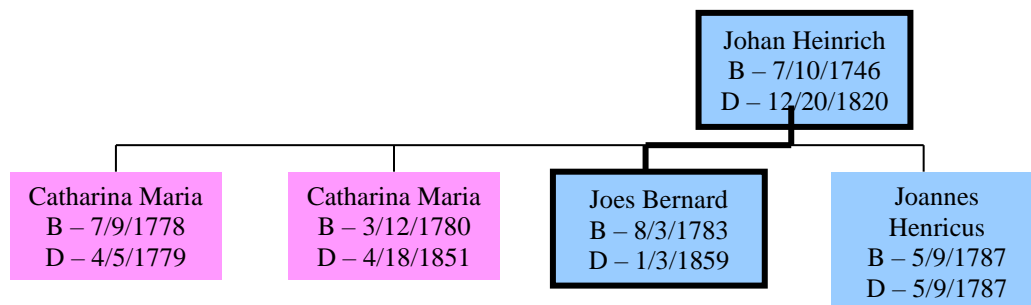 Johan Heinrich
B – 7/10/1746
D – 12/20/1820
Catharina Maria
B – 7/9/1778
D – 4/5/1779
Catharina Maria
B – 3/12/1780
D – 4/18/1851
Joes Bernard
B – 8/3/1783
D – 1/3/1859
Joannes
Henricus
B – 5/9/1787
D – 5/9/1787